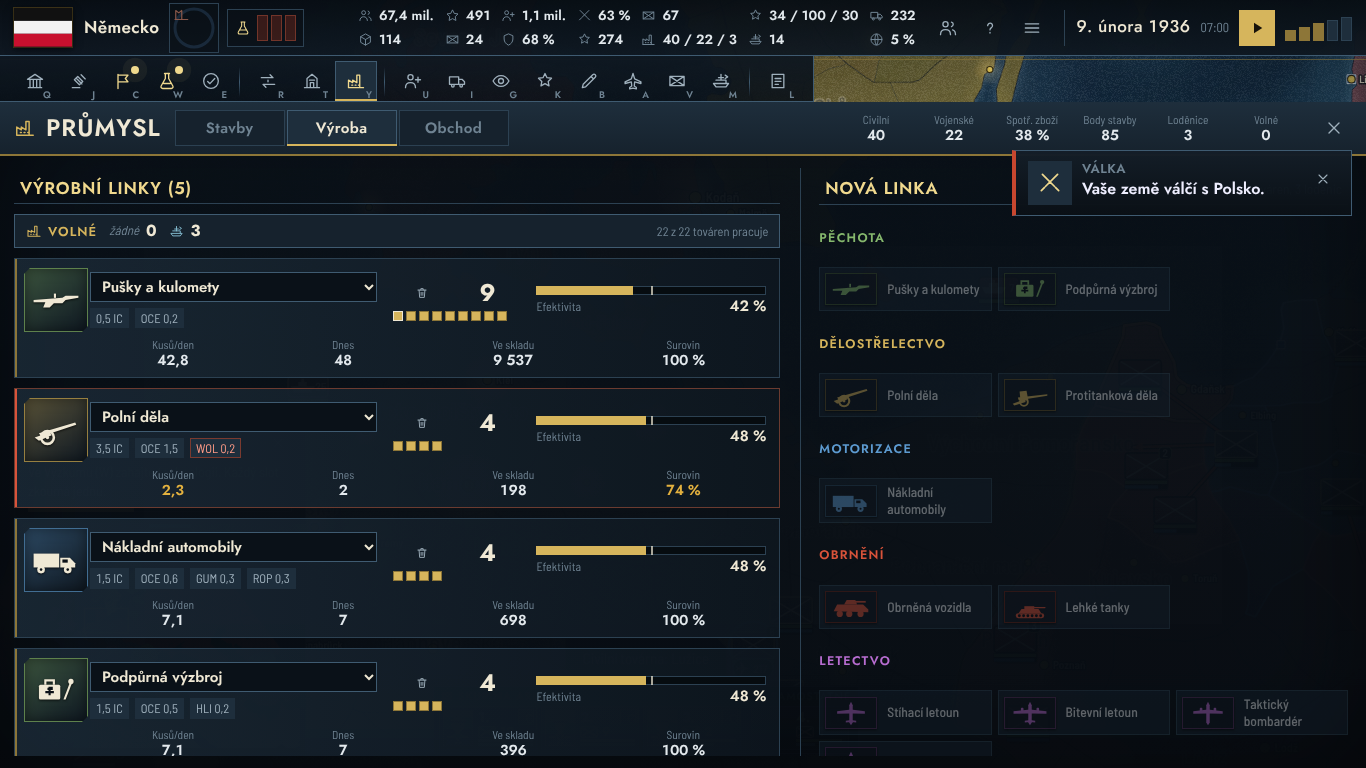 Německo
67,4 mil. 491 1,1 mil. 63 % 67 34 / 100 / 30 232
114 24 68 % 274 40 / 22 / 3 14 5 %
? 9. února 1936 07:00
Q J C W E R T Y U I G K B A V M L
PRŮMYSL
Stavby Výroba Obchod
Civilní Vojenské Spotř. zboží Body stavby Loděnice Volné
40 22 38 % 85 3 0
VÁLKA
Vaše země válčí s Polsko.
VÝROBNÍ LINKY (5)
VOLNÉ žádné 0 3 22 z 22 továren pracuje
Pušky a kulomety 9
Efektivita 42 %
0,5 IC OCE 0,2
Kusů/den Dnes Ve skladu Surovin
42,8 48 9 537 100 %
Polní děla 4
Efektivita 48 %
3,5 IC OCE 1,5 WOL 0,2
Kusů/den Dnes Ve skladu Surovin
2,3 2 198 74 %
Nákladní automobily 4
Efektivita 48 %
1,5 IC OCE 0,6 GUM 0,3 ROP 0,3
Kusů/den Dnes Ve skladu Surovin
7,1 7 698 100 %
Podpůrná výzbroj 4
Efektivita 48 %
1,5 IC OCE 0,5 HLI 0,2
Kusů/den Dnes Ve skladu Surovin
7,1 7 396 100 %
NOVÁ LINKA
PĚCHOTA
Pušky a kulomety Podpůrná výzbroj
DĚLOSTŘELECTVO
Polní děla Protitanková děla
MOTORIZACE
Nákladní
automobily
OBRNĚNÍ
Obrněná vozidla Lehké tanky
LETECTVO
Stíhací letoun Bitevní letoun Taktický
bombardér